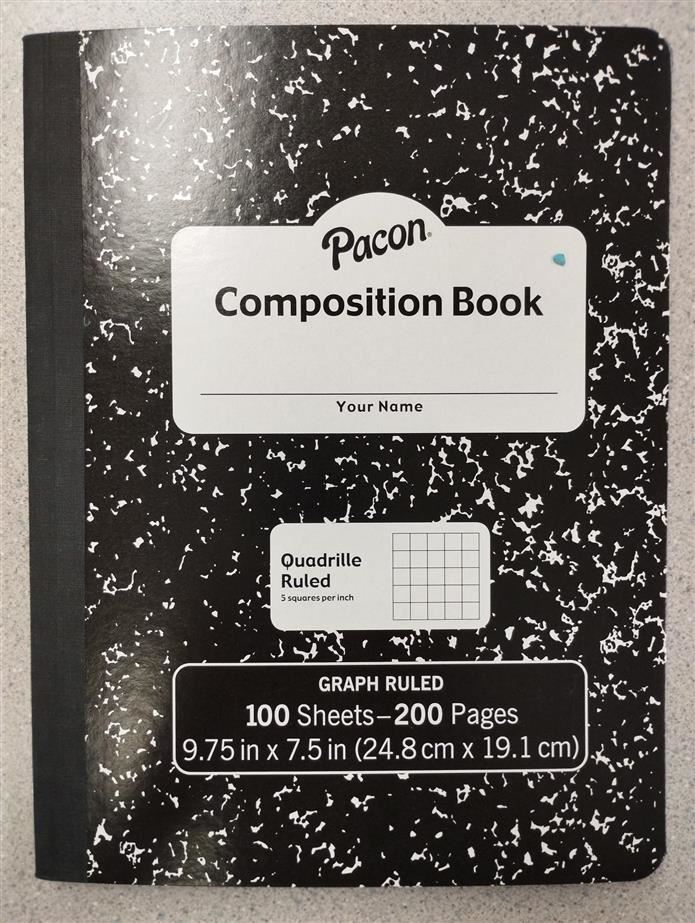 Pacon®
Composition Book
Your Name
Quadrille
Ruled
5 squares per inch
GRAPH RULED
100 Sheets–200 Pages
9.75 in x 7.5 in (24.8 cm x 19.1 cm)